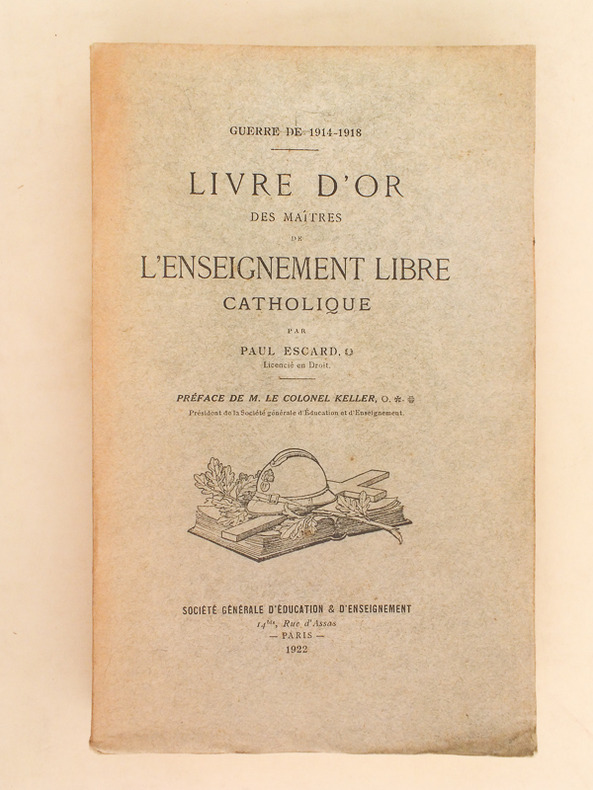 GUERRE DE 1914-1918
LIVRE D'OR
DES MAÎTRES
DE
L'ENSEIGNEMENT LIBRE
CATHOLIQUE
PAR
PAUL ESCARD,
Licencié en Droit.
PRÉFACE DE M. LE COLONEL KELLER, O.
Président de la Société générale d'Éducation et d'Enseignement.
SOCIÉTÉ GÉNÉRALE D'ÉDUCATION & D'ENSEIGNEMENT
14bis, Rue d'Assas
— PARIS —
1922